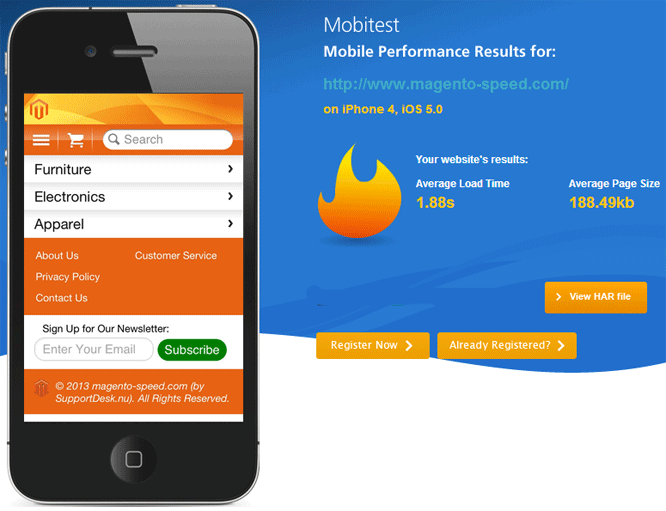 Search
Furniture
Electronics
Apparel
About Us
Customer Service
Privacy Policy
Contact Us
Sign Up for Our Newsletter:
Enter Your Email
Subscribe
© 2013 magento-speed.com (by
SupportDesk.nu). All Rights Reserved.
Mobitest
Mobile Performance Results for:
http://www.magento-speed.com/
on iPhone 4, iOS 5.0
Your website's results:
Average Load Time
1.88s
Average Page Size
188.49kb
View HAR file
Register Now
Already Registered?